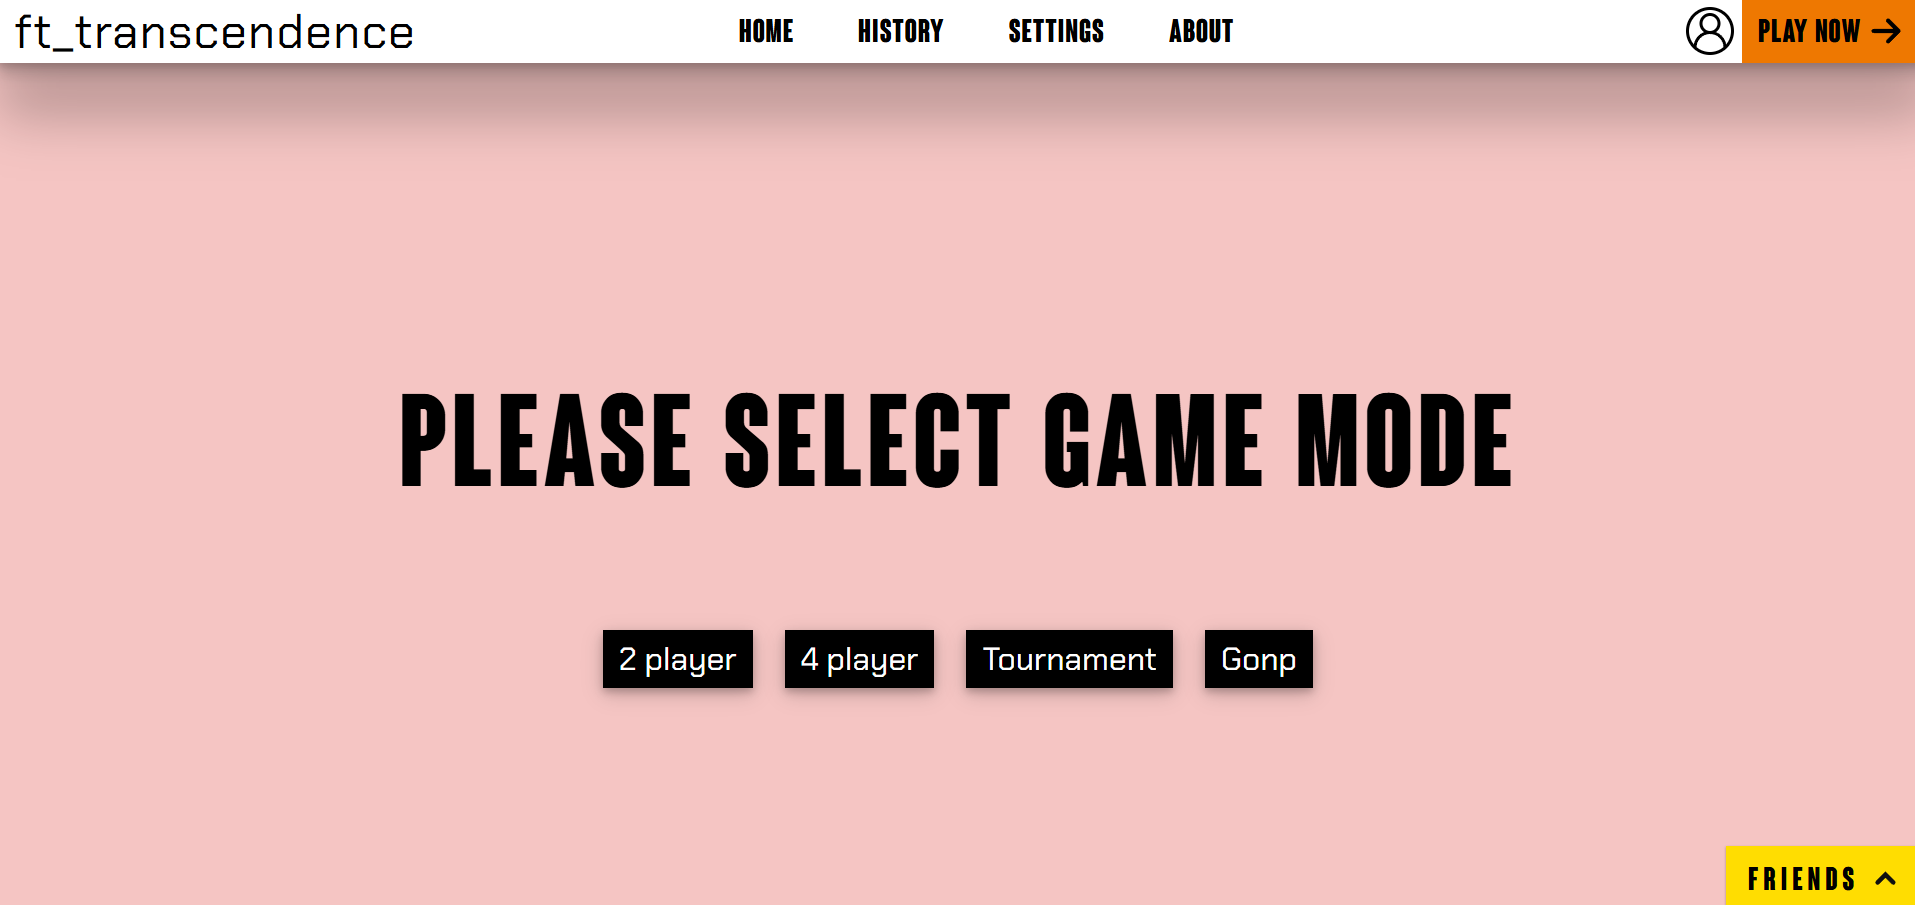 ft_transcendence
HOME HISTORY SETTINGS ABOUT
PLAY NOW
PLEASE SELECT GAME MODE
2 player 4 player Tournament Gonp
FRIENDS